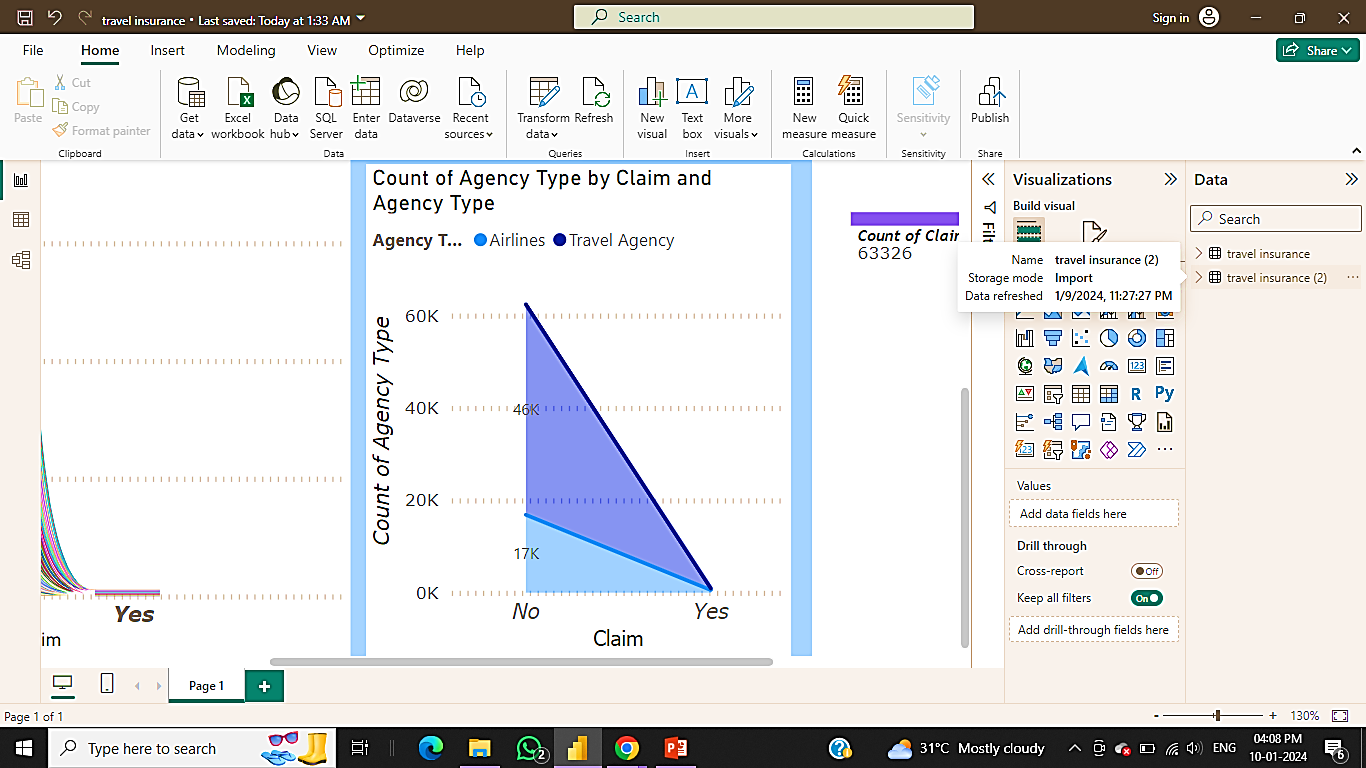 travel insurance • Last saved: Today at 1:33 AM
Search
Sign in
File Home Insert Modeling View Optimize Help
Share
Paste
Cut
Copy
Format painter
Clipboard
Get data
Excel workbook
Data hub
SQL Server
Enter data
Dataverse
Recent sources
Data
Transform data
Refresh
Queries
New visual
Text box
More visuals
Insert
New measure
Quick measure
Calculations
Sensitivity
Sensitivity
Publish
Share
Yes
im
Count of Agency Type by Claim and
Agency Type
Agency T... Airlines Travel Agency
Count of Agency Type
60K
40K
20K
0K
46K
17K
No Yes
Claim
Count of Clair
63326
Filt
Visualizations
Build visual
Name travel insurance (2)
Storage mode Import
Data refreshed 1/9/2024, 11:27:27 PM
123
R
Py
123
...
Values
Add data fields here
Drill through
Cross-report Off
Keep all filters On
Add drill-through fields here
Data
Search
travel insurance
travel insurance (2) ...
Page 1
+
Page 1 of 1
- + 130%
Type here to search
2
31°C Mostly cloudy
ENG
04:08 PM
10-01-2024
6